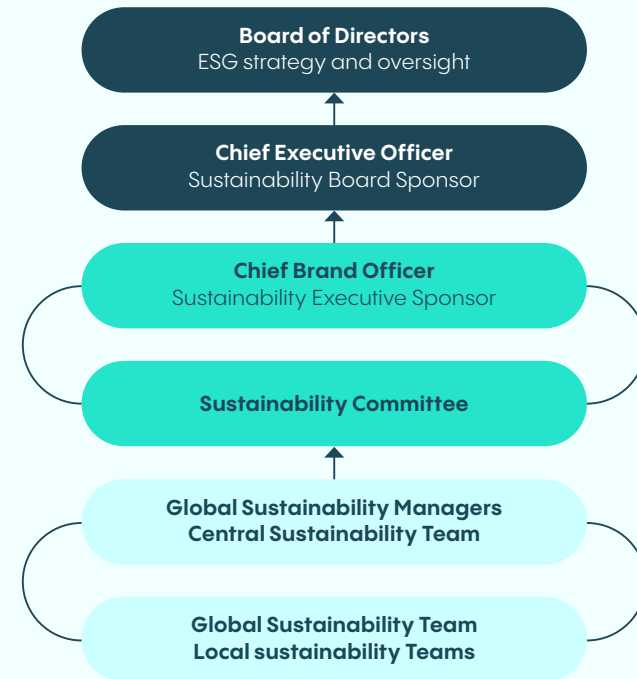 Board of Directors
ESG strategy and oversight
Chief Executive Officer
Sustainability Board Sponsor
Chief Brand Officer
Sustainability Executive Sponsor
Sustainability Committee
Global Sustainability Managers
Central Sustainability Team
Global Sustainability Team
Local sustainability Teams